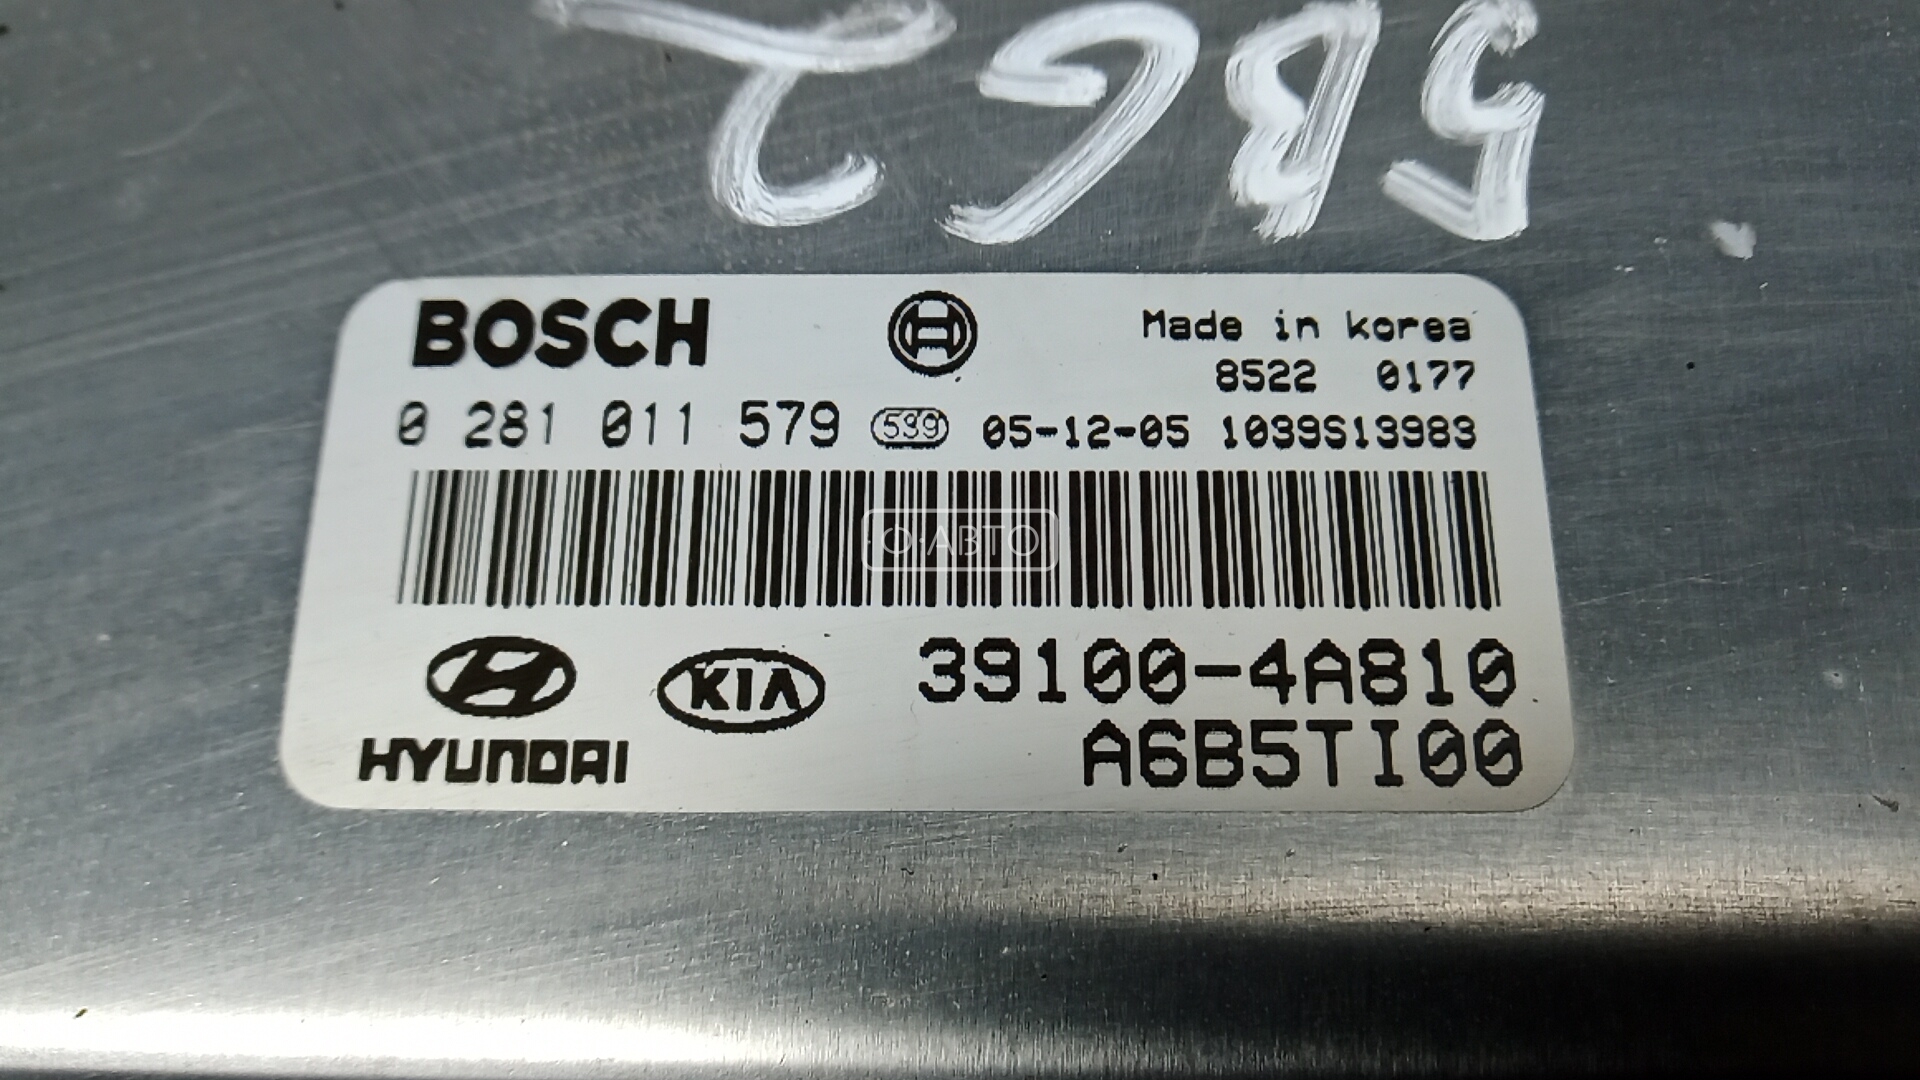 BOSCH
Made in korea
8522 0177
0 281 011 579 539 05-12-05 1039S13983
О·АВТО
KIA
HYUNDAI
39100-4A810
A6B5TI00